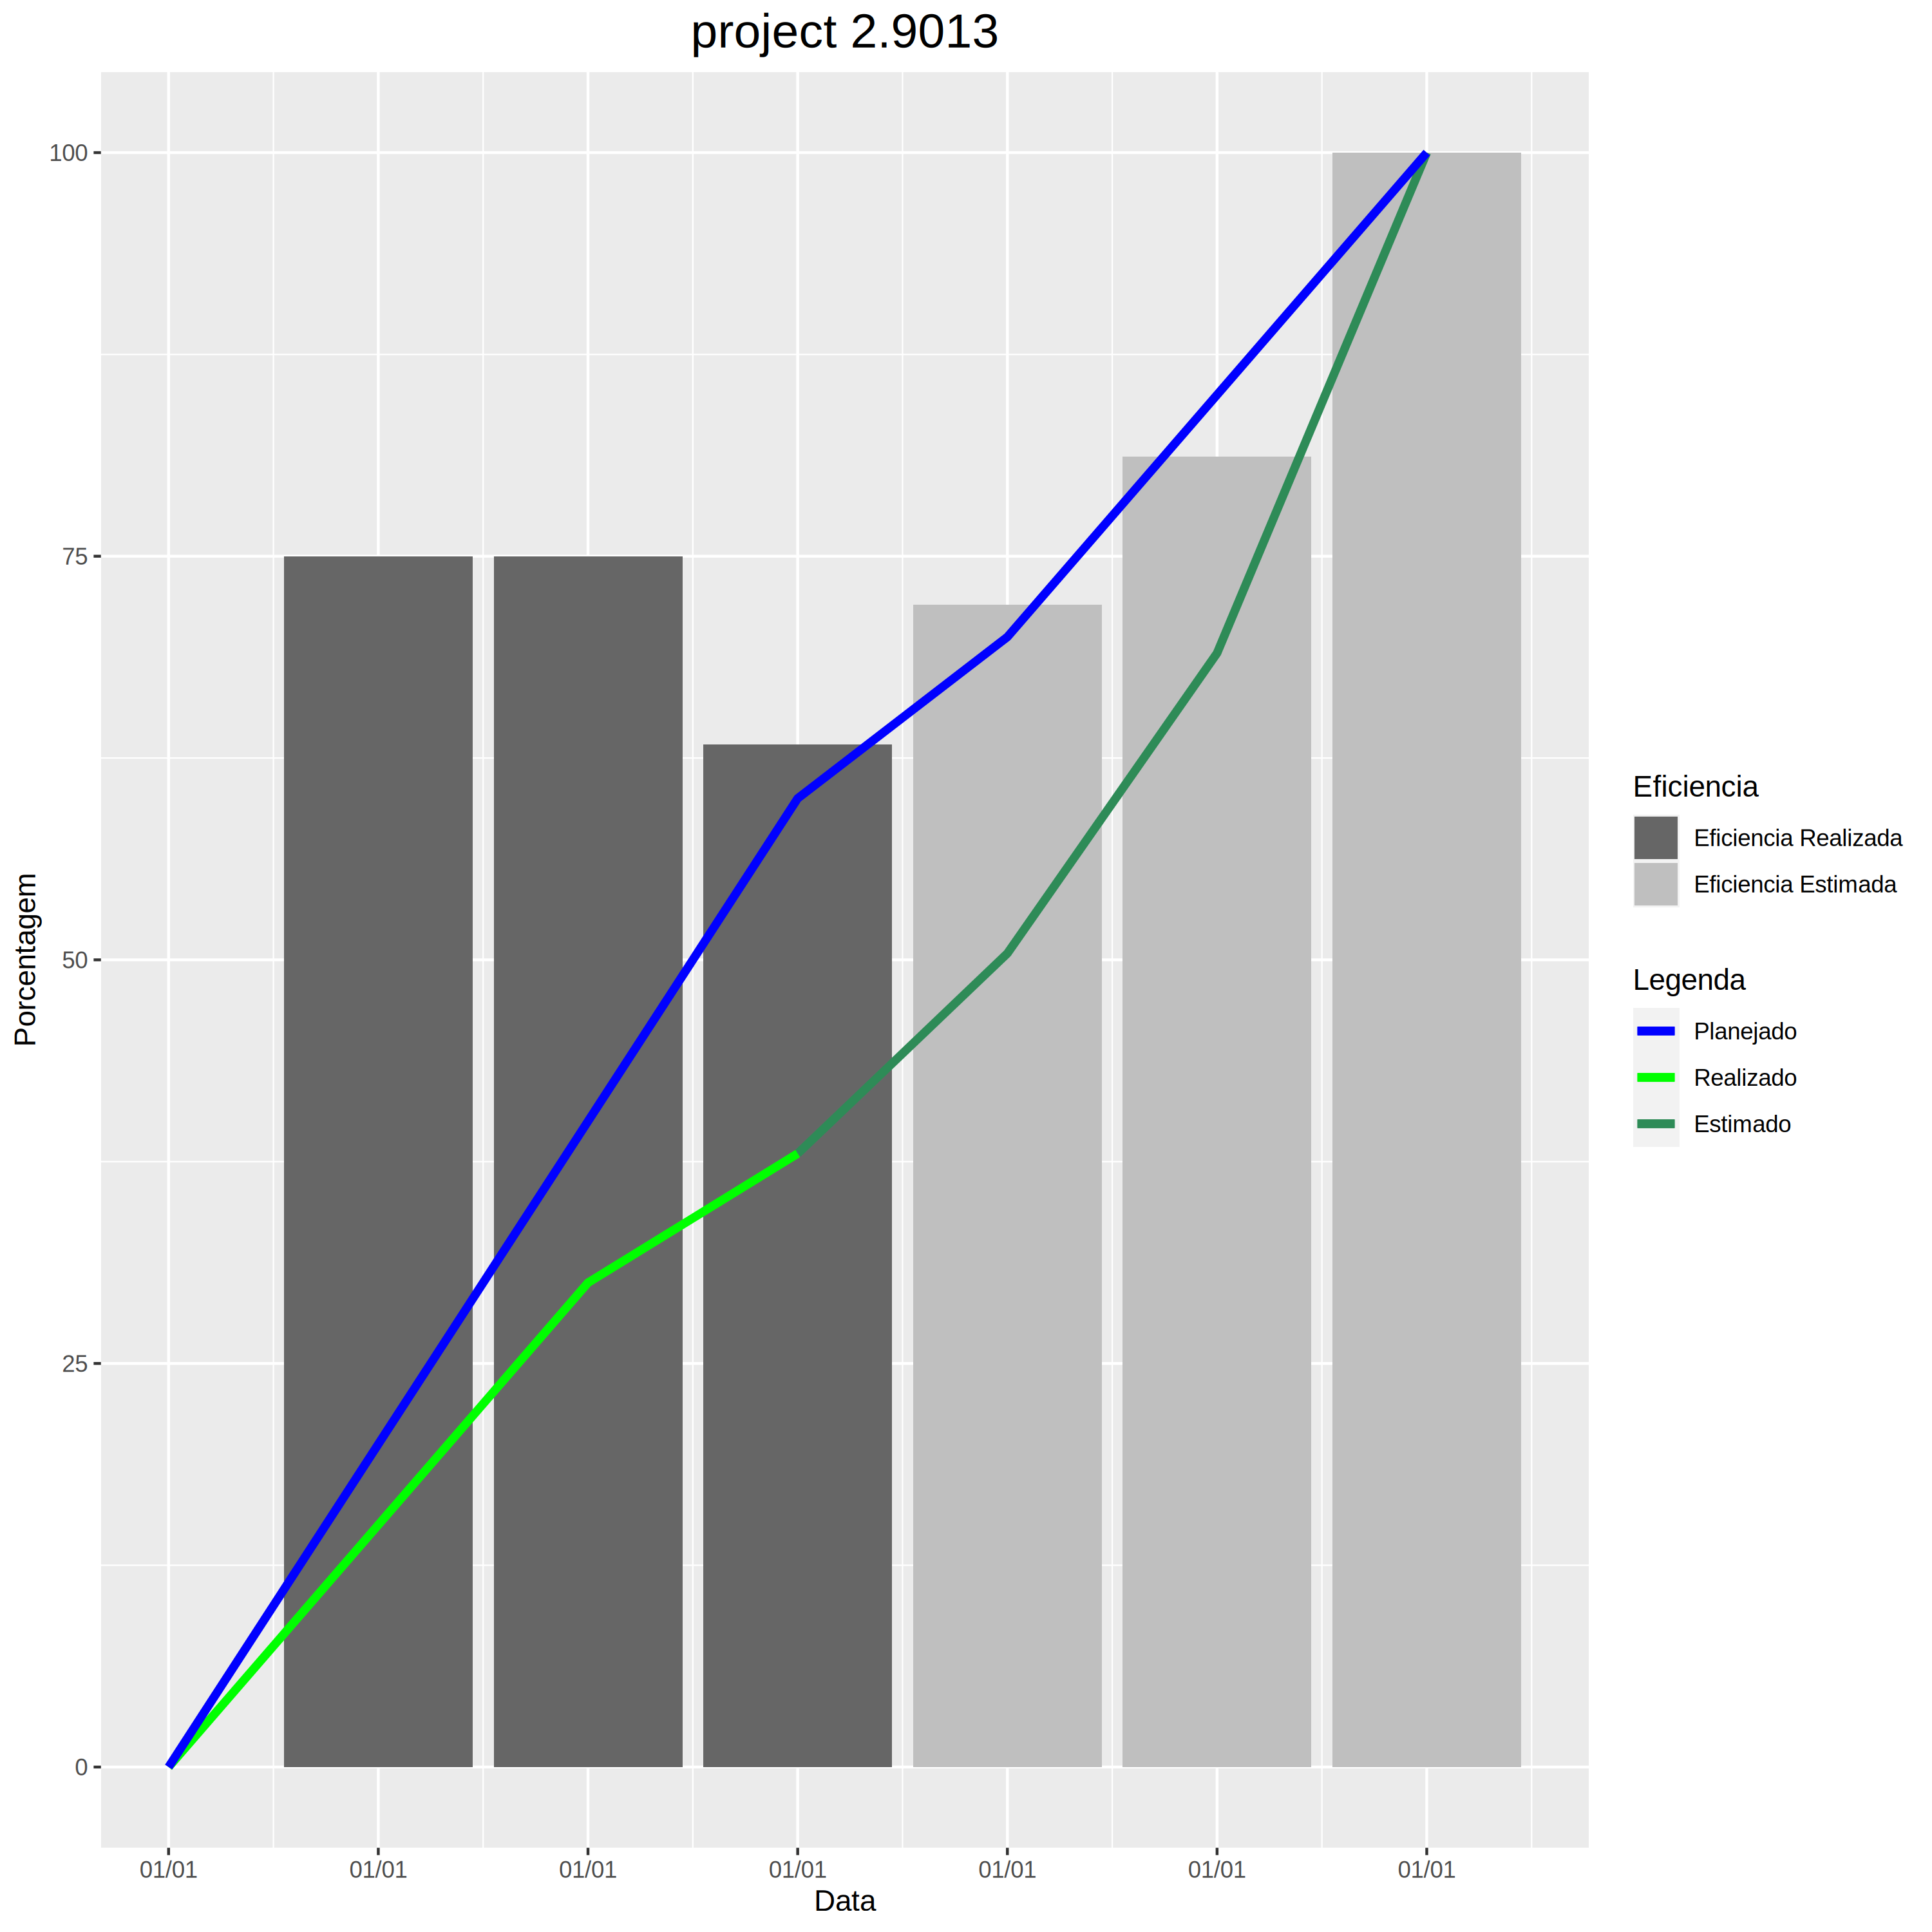 project 2.9013
100
75
50
25
0
Porcentagem
01/01 01/01 01/01 01/01 01/01 01/01 01/01
Data
Eficiencia
Eficiencia Realizada
Eficiencia Estimada
Legenda
Planejado
Realizado
Estimado